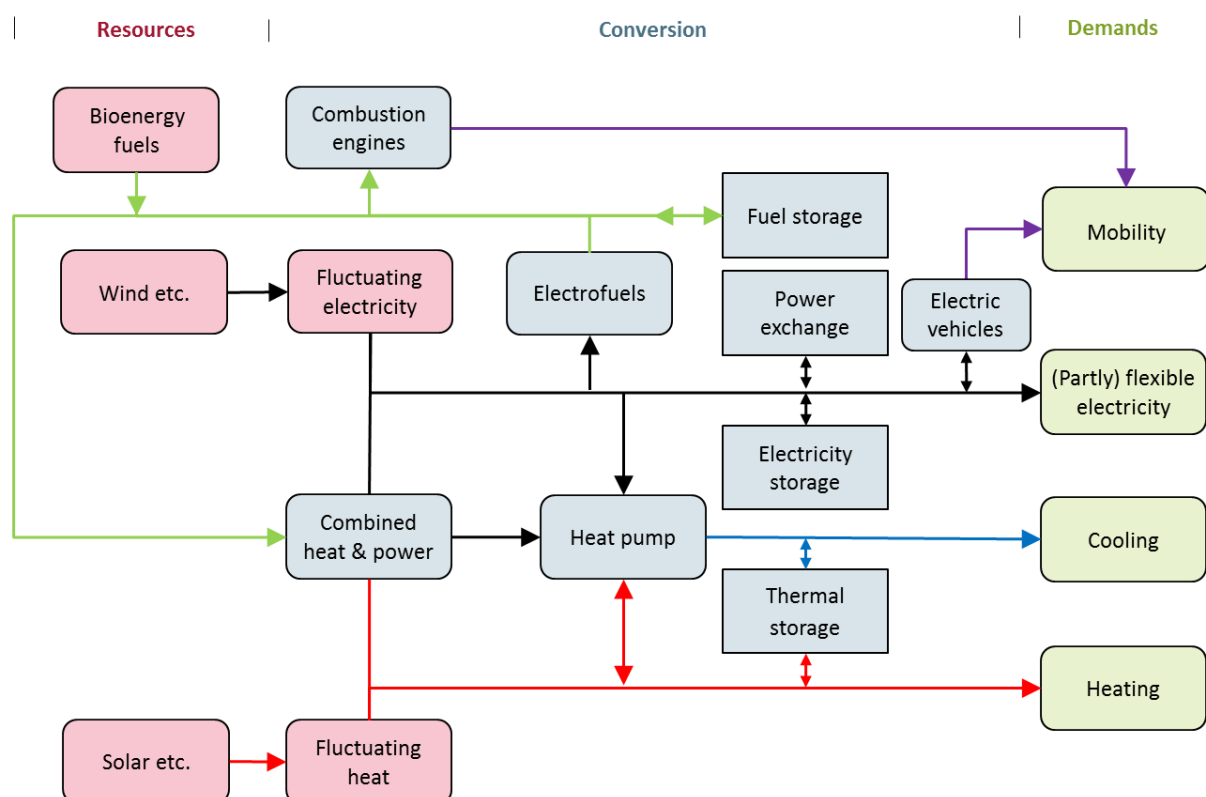 Resources
Conversion
Demands
Bioenergy
fuels
Combustion
engines
Fuel storage
Mobility
Wind etc.
Fluctuating
electricity
Electrofuels
Power
exchange
Electric
vehicles
(Partly) flexible
electricity
Electricity
storage
Combined
heat & power
Heat pump
Cooling
Thermal
storage
Heating
Solar etc.
Fluctuating
heat